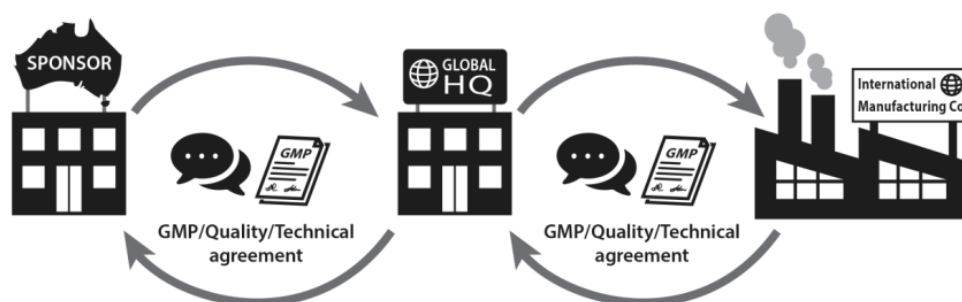 SPONSOR
GLOBAL
HQ
International
Manufacturing Co
GMP
GMP/Quality/Technical
agreement
GMP
GMP/Quality/Technical
agreement